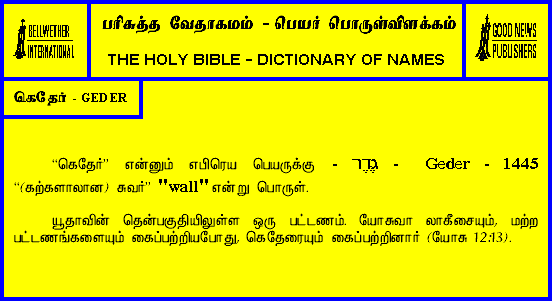 BELLWETHER
INTERNATIONAL
பரிசுத்த வேதாகமம் - பெயர் பொருள்விளக்கம்
THE HOLY BIBLE - DICTIONARY OF NAMES
GOOD NEWS
PUBLISHERS
கெதேர் - GEDER
“கெதேர்” என்னும் எபிரெய பெயருக்கு - גֶּדֶר - Geder - 1445
“(கற்களாலான) சுவர்” "wall" என்று பொருள்.
யூதாவின் தென்பகுதியிலுள்ள ஒரு பட்டணம். யோசுவா லாகீசையும், மற்ற
பட்டணங்களையும் கைப்பற்றியபோது, கெதேரையும் கைப்பற்றினார் (யோசு 12:13).